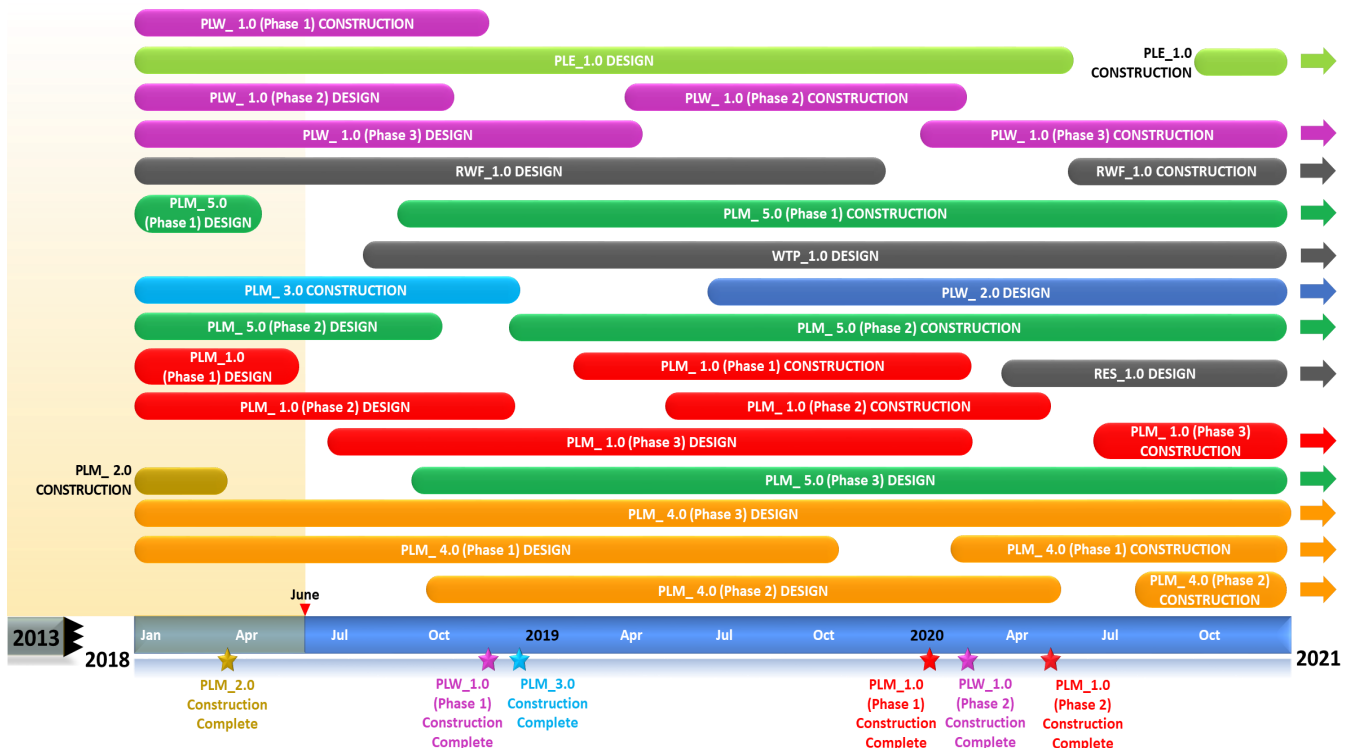 PLW_ 1.0 (Phase 1) CONSTRUCTION
PLE_1.0 DESIGN
PLE_1.0
CONSTRUCTION
PLW_ 1.0 (Phase 2) DESIGN
PLW_ 1.0 (Phase 2) CONSTRUCTION
PLW_ 1.0 (Phase 3) DESIGN
PLW_ 1.0 (Phase 3) CONSTRUCTION
RWF_1.0 DESIGN
RWF_1.0 CONSTRUCTION
PLM_ 5.0
(Phase 1) DESIGN
PLM_ 5.0 (Phase 1) CONSTRUCTION
WTP_1.0 DESIGN
PLM_ 3.0 CONSTRUCTION
PLW_ 2.0 DESIGN
PLM_ 5.0 (Phase 2) DESIGN
PLM_ 5.0 (Phase 2) CONSTRUCTION
PLM_1.0
(Phase 1) DESIGN
PLM_ 1.0 (Phase 1) CONSTRUCTION
RES_1.0 DESIGN
PLM_ 1.0 (Phase 2) DESIGN
PLM_ 1.0 (Phase 2) CONSTRUCTION
PLM_ 1.0 (Phase 3) DESIGN
PLM_ 1.0 (Phase 3)
CONSTRUCTION
PLM_ 2.0
CONSTRUCTION
PLM_ 5.0 (Phase 3) DESIGN
PLM_ 4.0 (Phase 3) DESIGN
PLM_ 4.0 (Phase 1) DESIGN
PLM_ 4.0 (Phase 1) CONSTRUCTION
PLM_ 4.0 (Phase 2) DESIGN
PLM_ 4.0 (Phase 2)
CONSTRUCTION
June
2013
2018
Jan
Apr
Jul
Oct
2019
Apr
Jul
Oct
2020
Apr
Jul
Oct
2021
PLM_2.0
Construction
Complete
PLW_1.0
(Phase 1)
Construction
Complete
PLM_3.0
Construction
Complete
PLM_1.0
(Phase 1)
Construction
Complete
PLW_1.0
(Phase 2)
Construction
Complete
PLM_1.0
(Phase 2)
Construction
Complete